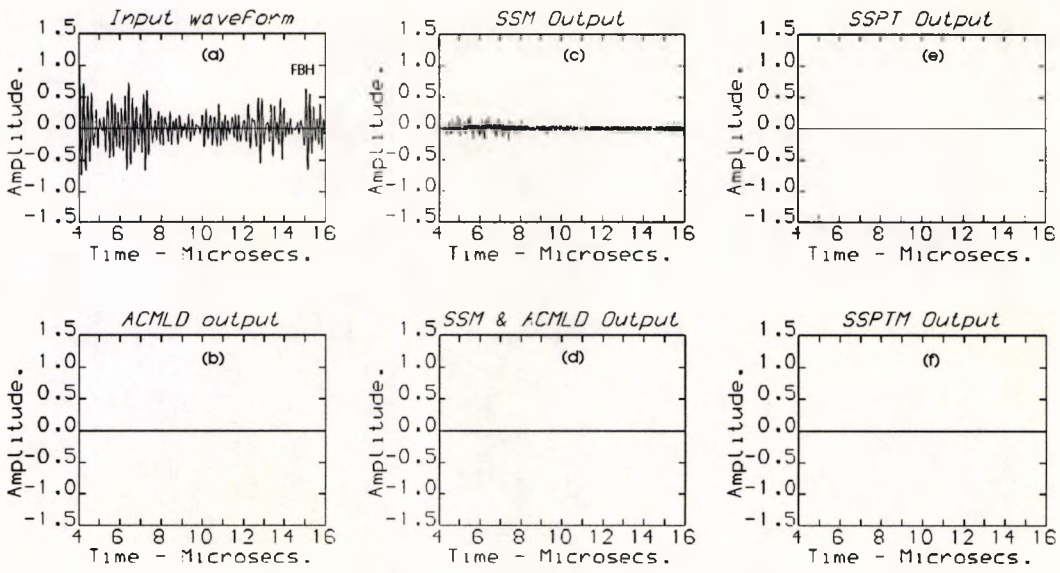 Input waveform
1.5
1.0
0.5
0.0
-0.5
-1.0
-1.5
Amplitude.
(a)
FBH
4 6 8 10 12 14 16
Time - Microsecs.
SSM Output
1.5
1.0
0.5
0.0
-0.5
-1.0
-1.5
Amplitude.
(c)
4 6 8 10 12 14 16
Time - Microsecs.
SSPT Output
1.5
1.0
0.5
0.0
-0.5
-1.0
-1.5
Amplitude.
(e)
4 6 8 10 12 14 16
Time - Microsecs.
ACMLD output
1.5
1.0
0.5
0.0
-0.5
-1.0
-1.5
Amplitude.
(b)
4 6 8 10 12 14 16
Time - Microsecs.
SSM & ACMLD Output
1.5
1.0
0.5
0.0
-0.5
-1.0
-1.5
Amplitude.
(d)
4 6 8 10 12 14 16
Time - Microsecs.
SSPTM Output
1.5
1.0
0.5
0.0
-0.5
-1.0
-1.5
Amplitude.
(f)
4 6 8 10 12 14 16
Time - Microsecs.